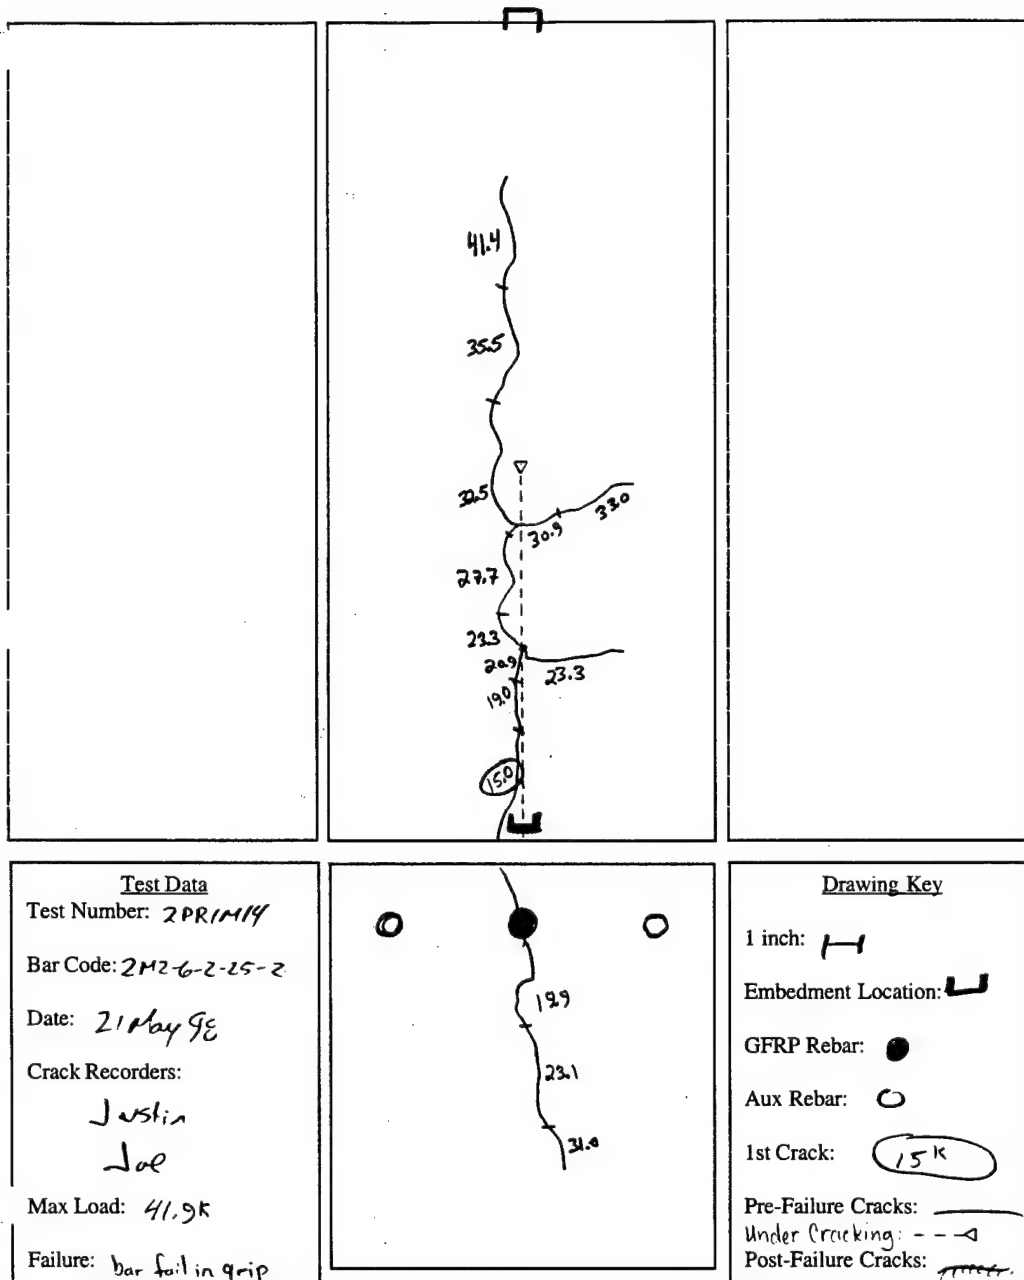 41.4
35.5
32.5
33.0
30.9
27.7
23.3
20.9
23.3
19.0
15.0
Test Data
Test Number: 2PR1M14
Bar Code: 2M2-6-2-25-2
Date: 21 May 98
Crack Recorders:
Justin
Joe
Max Load: 41.9K
Failure: bar fail in grip
19.9
23.1
31.0
Drawing Key
1 inch:
Embedment Location:
GFRP Rebar:
Aux Rebar:
1st Crack: 15K
Pre-Failure Cracks:
Under Cracking:
Post-Failure Cracks: